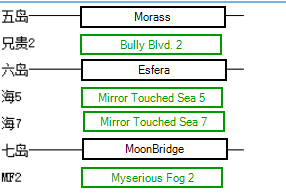 五岛 Morass
兄贵2 Bully Blvd. 2
六岛 Esfera
海5 Mirror Touched Sea 5
海7 Mirror Touched Sea 7
七岛 MoonBridge
MF2 Myserious Fog 2